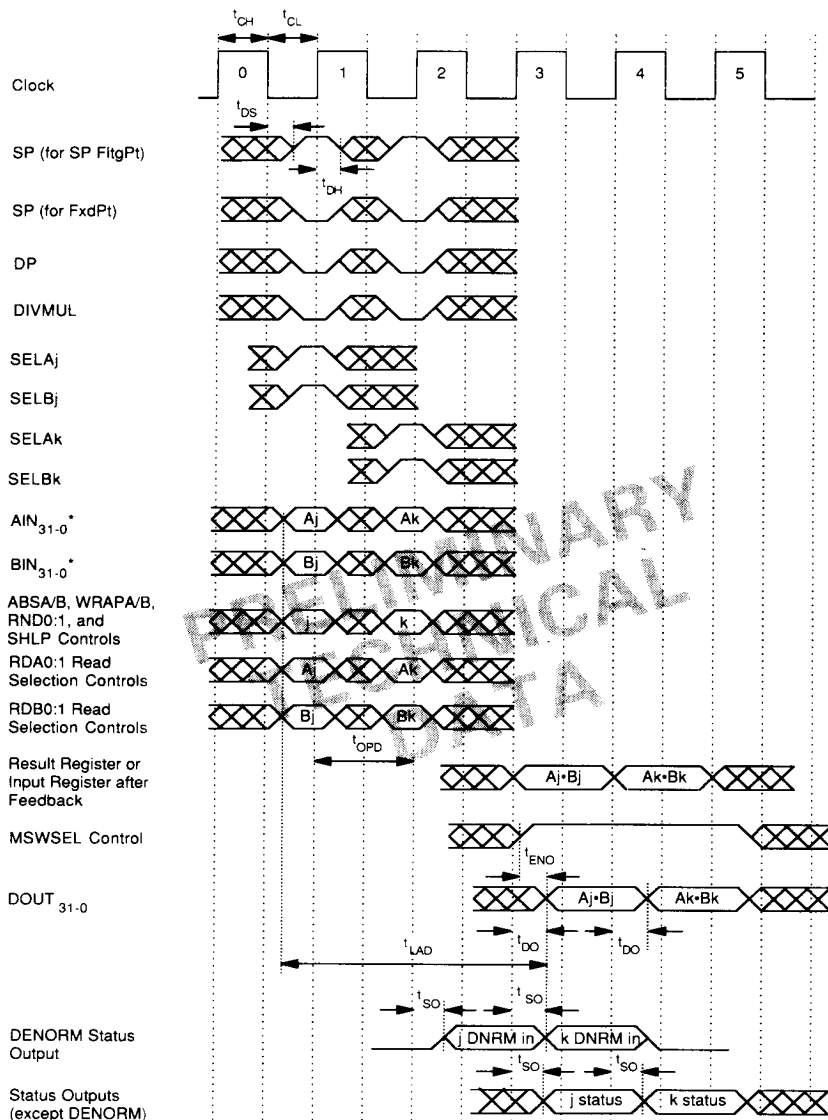 tCH tCL
Clock 0 1 2 3 4 5
tDS
SP (for SP FltgPt)
tDH
SP (for FxdPt)
DP
DIVMUL
SELAj
SELBj
SELAk
SELBk
AIN31-0* Aj Ak
BIN31-0* Bj Bk
ABSA/B, WRAPA/B,
RND0:1, and
SHLP Controls
j k
RDA0:1 Read
Selection Controls
Aj Ak
RDB0:1 Read
Selection Controls
Bj Bk
tOPD
Result Register or
Input Register after
Feedback
Aj•Bj Ak•Bk
MSWSEL Control
tENO
DOUT 31-0 Aj•Bj Ak•Bk
tDO tDO
tLAD
tSO tSO
DENORM Status
Output
j DNRM in k DNRM in
tSO tSO
Status Outputs
(except DENORM)
j status k status
PRELIMINARY
TECHNICAL
DATA